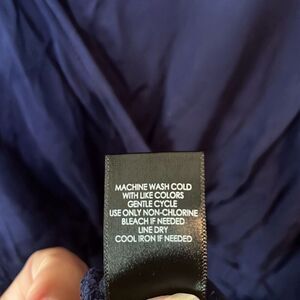 MACHINE WASH COLD
WITH LIKE COLORS
GENTLE CYCLE
USE ONLY NON-CHLORINE
BLEACH IF NEEDED
LINE DRY
COOL IRON IF NEEDED